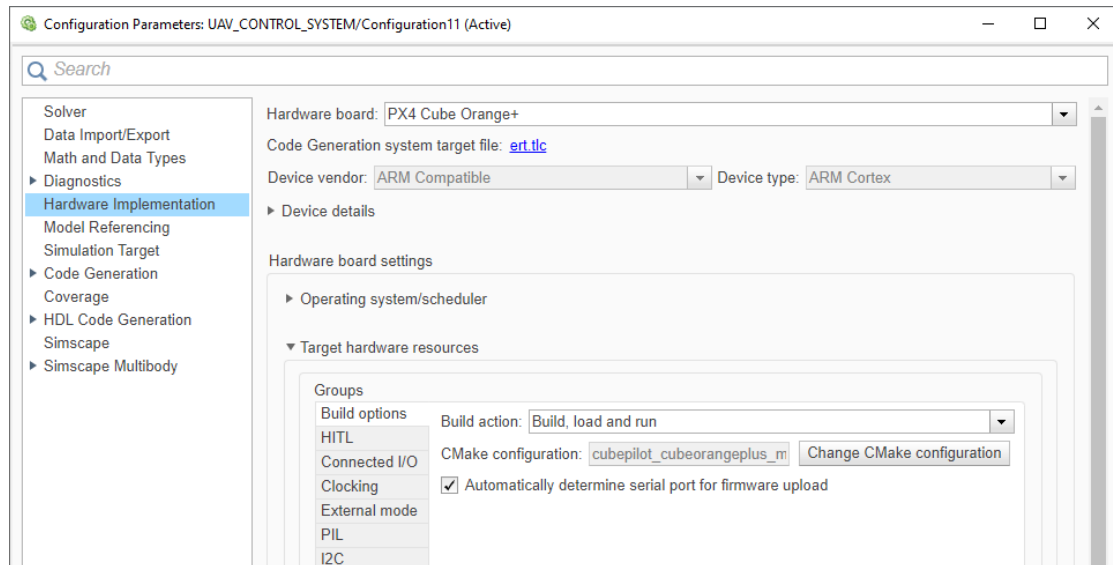 Configuration Parameters: UAV_CONTROL_SYSTEM/Configuration11 (Active)
Search
Solver
Data Import/Export
Math and Data Types
Diagnostics
Hardware Implementation
Model Referencing
Simulation Target
Code Generation
Coverage
HDL Code Generation
Simscape
Simscape Multibody
Hardware board: PX4 Cube Orange+
Code Generation system target file: ert.tlc
Device vendor: ARM Compatible Device type: ARM Cortex
Device details
Hardware board settings
Operating system/scheduler
Target hardware resources
Groups
Build options
HITL
Connected I/O
Clocking
External mode
PIL
I2C
Build action: Build, load and run
CMake configuration: cubepilot_cubeorangeplus_m Change CMake configuration
Automatically determine serial port for firmware upload